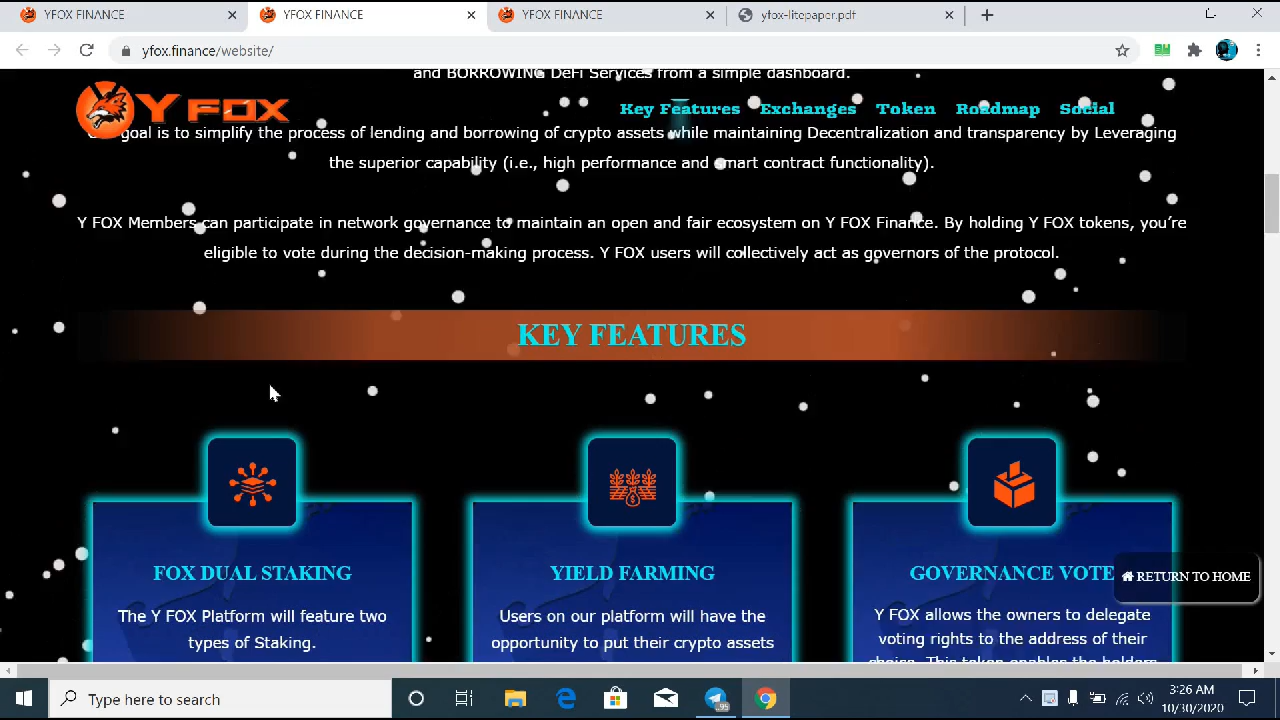 YFOX FINANCE
YFOX FINANCE
YFOX FINANCE
yfox-litepaper.pdf
yfox.finance/website/
and BORROWING DeFi Services from a simple dashboard.
Y FOX
Key Features Exchanges Token Roadmap Social
goal is to simplify the process of lending and borrowing of crypto assets while maintaining Decentralization and transparency by Leveraging
the superior capability (i.e., high performance and smart contract functionality).
Y FOX Members can participate in network governance to maintain an open and fair ecosystem on Y FOX Finance. By holding Y FOX tokens, you’re
eligible to vote during the decision-making process. Y FOX users will collectively act as governors of the protocol.
KEY FEATURES
FOX DUAL STAKING
The Y FOX Platform will feature two
types of Staking.
YIELD FARMING
Users on our platform will have the
opportunity to put their crypto assets
GOVERNANCE VOTE
Y FOX allows the owners to delegate
voting rights to the address of their
choice. This token enables the holders
RETURN TO HOME
Type here to search
95
3:26 AM
10/30/2020